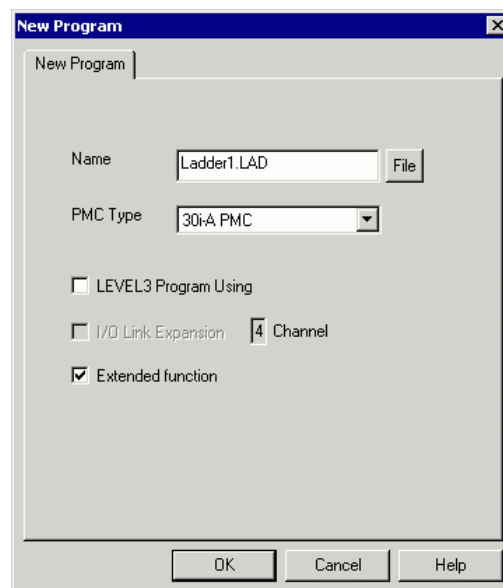 New Program
New Program
Name Ladder1.LAD File
PMC Type 30i-A PMC
LEVEL3 Program Using
I/O Link Expansion 4 Channel
Extended function
OK Cancel Help